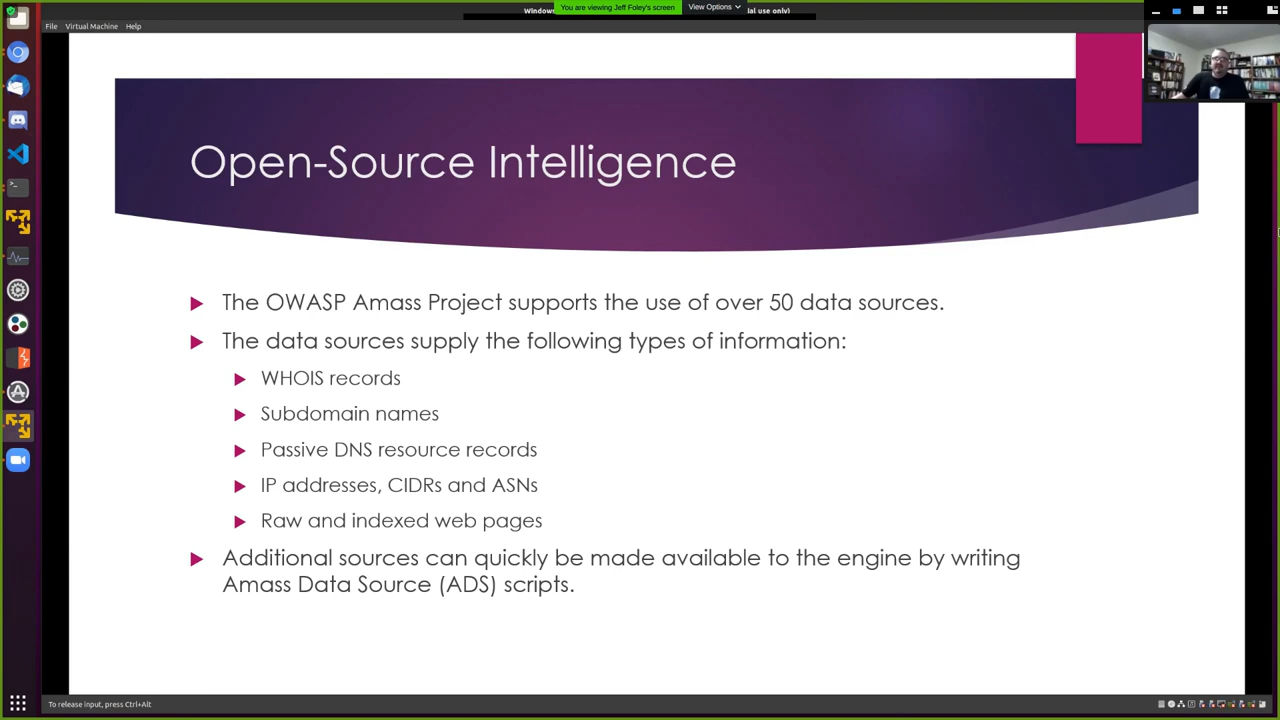 Window
You are viewing Jeff Foley's screen
View Options
ial use only)
File Virtual Machine Help
Open-Source Intelligence
The OWASP Amass Project supports the use of over 50 data sources.
The data sources supply the following types of information:
WHOIS records
Subdomain names
Passive DNS resource records
IP addresses, CIDRs and ASNs
Raw and indexed web pages
Additional sources can quickly be made available to the engine by writing
Amass Data Source (ADS) scripts.
To release input, press Ctrl+Alt